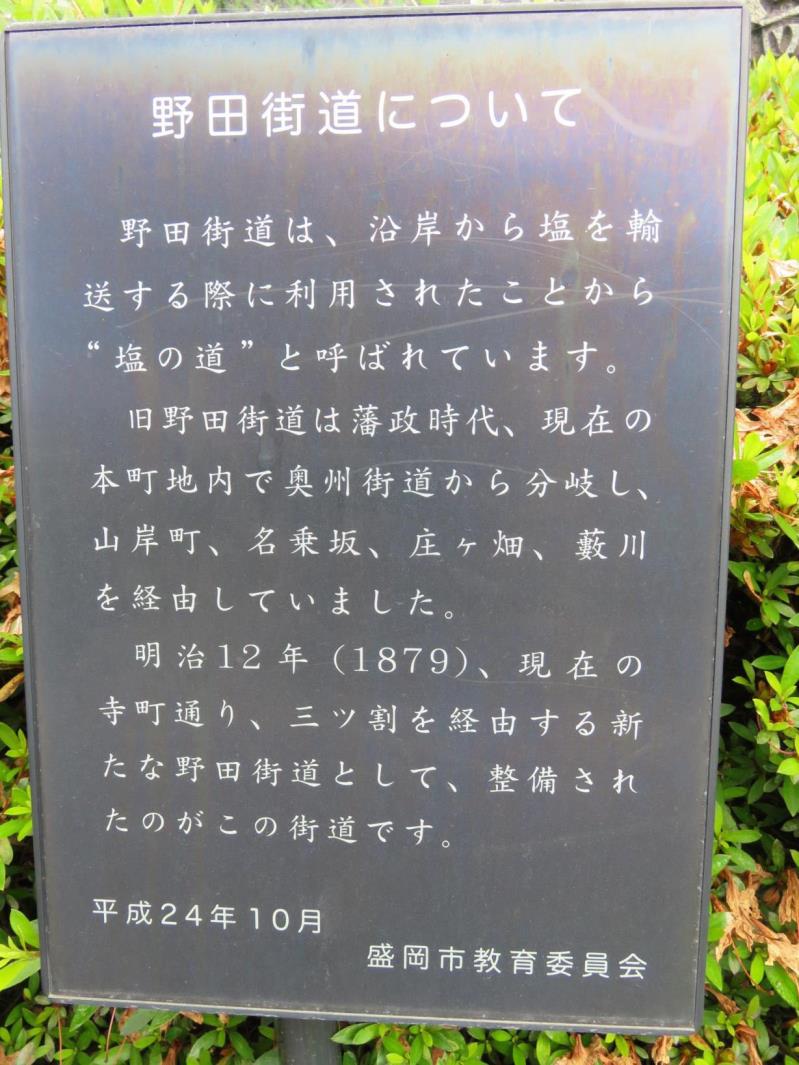 野田街道について
野田街道は、沿岸から塩を輸
送する際に利用されたことから
“塩の道”と呼ばれています。
旧野田街道は藩政時代、現在の
本町地内で奥州街道から分岐し、
山岸町、名乗坂、庄ヶ畑、藪川
を経由していました。
明治12年(1879)、現在の
寺町通り、三ツ割を経由する新
たな野田街道として、整備され
たのがこの街道です。
平成24年10月
盛岡市教育委員会